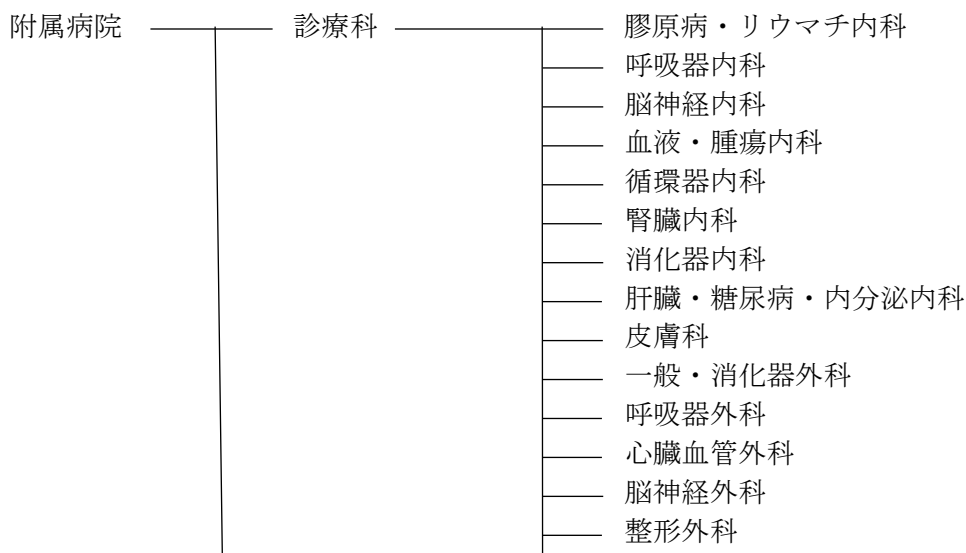 附属病院 診療科 膠原病・リウマチ内科
呼吸器内科
脳神経内科
血液・腫瘍内科
循環器内科
腎臓内科
消化器内科
肝臓・糖尿病・内分泌内科
皮膚科
一般・消化器外科
呼吸器外科
心臓血管外科
脳神経外科
整形外科